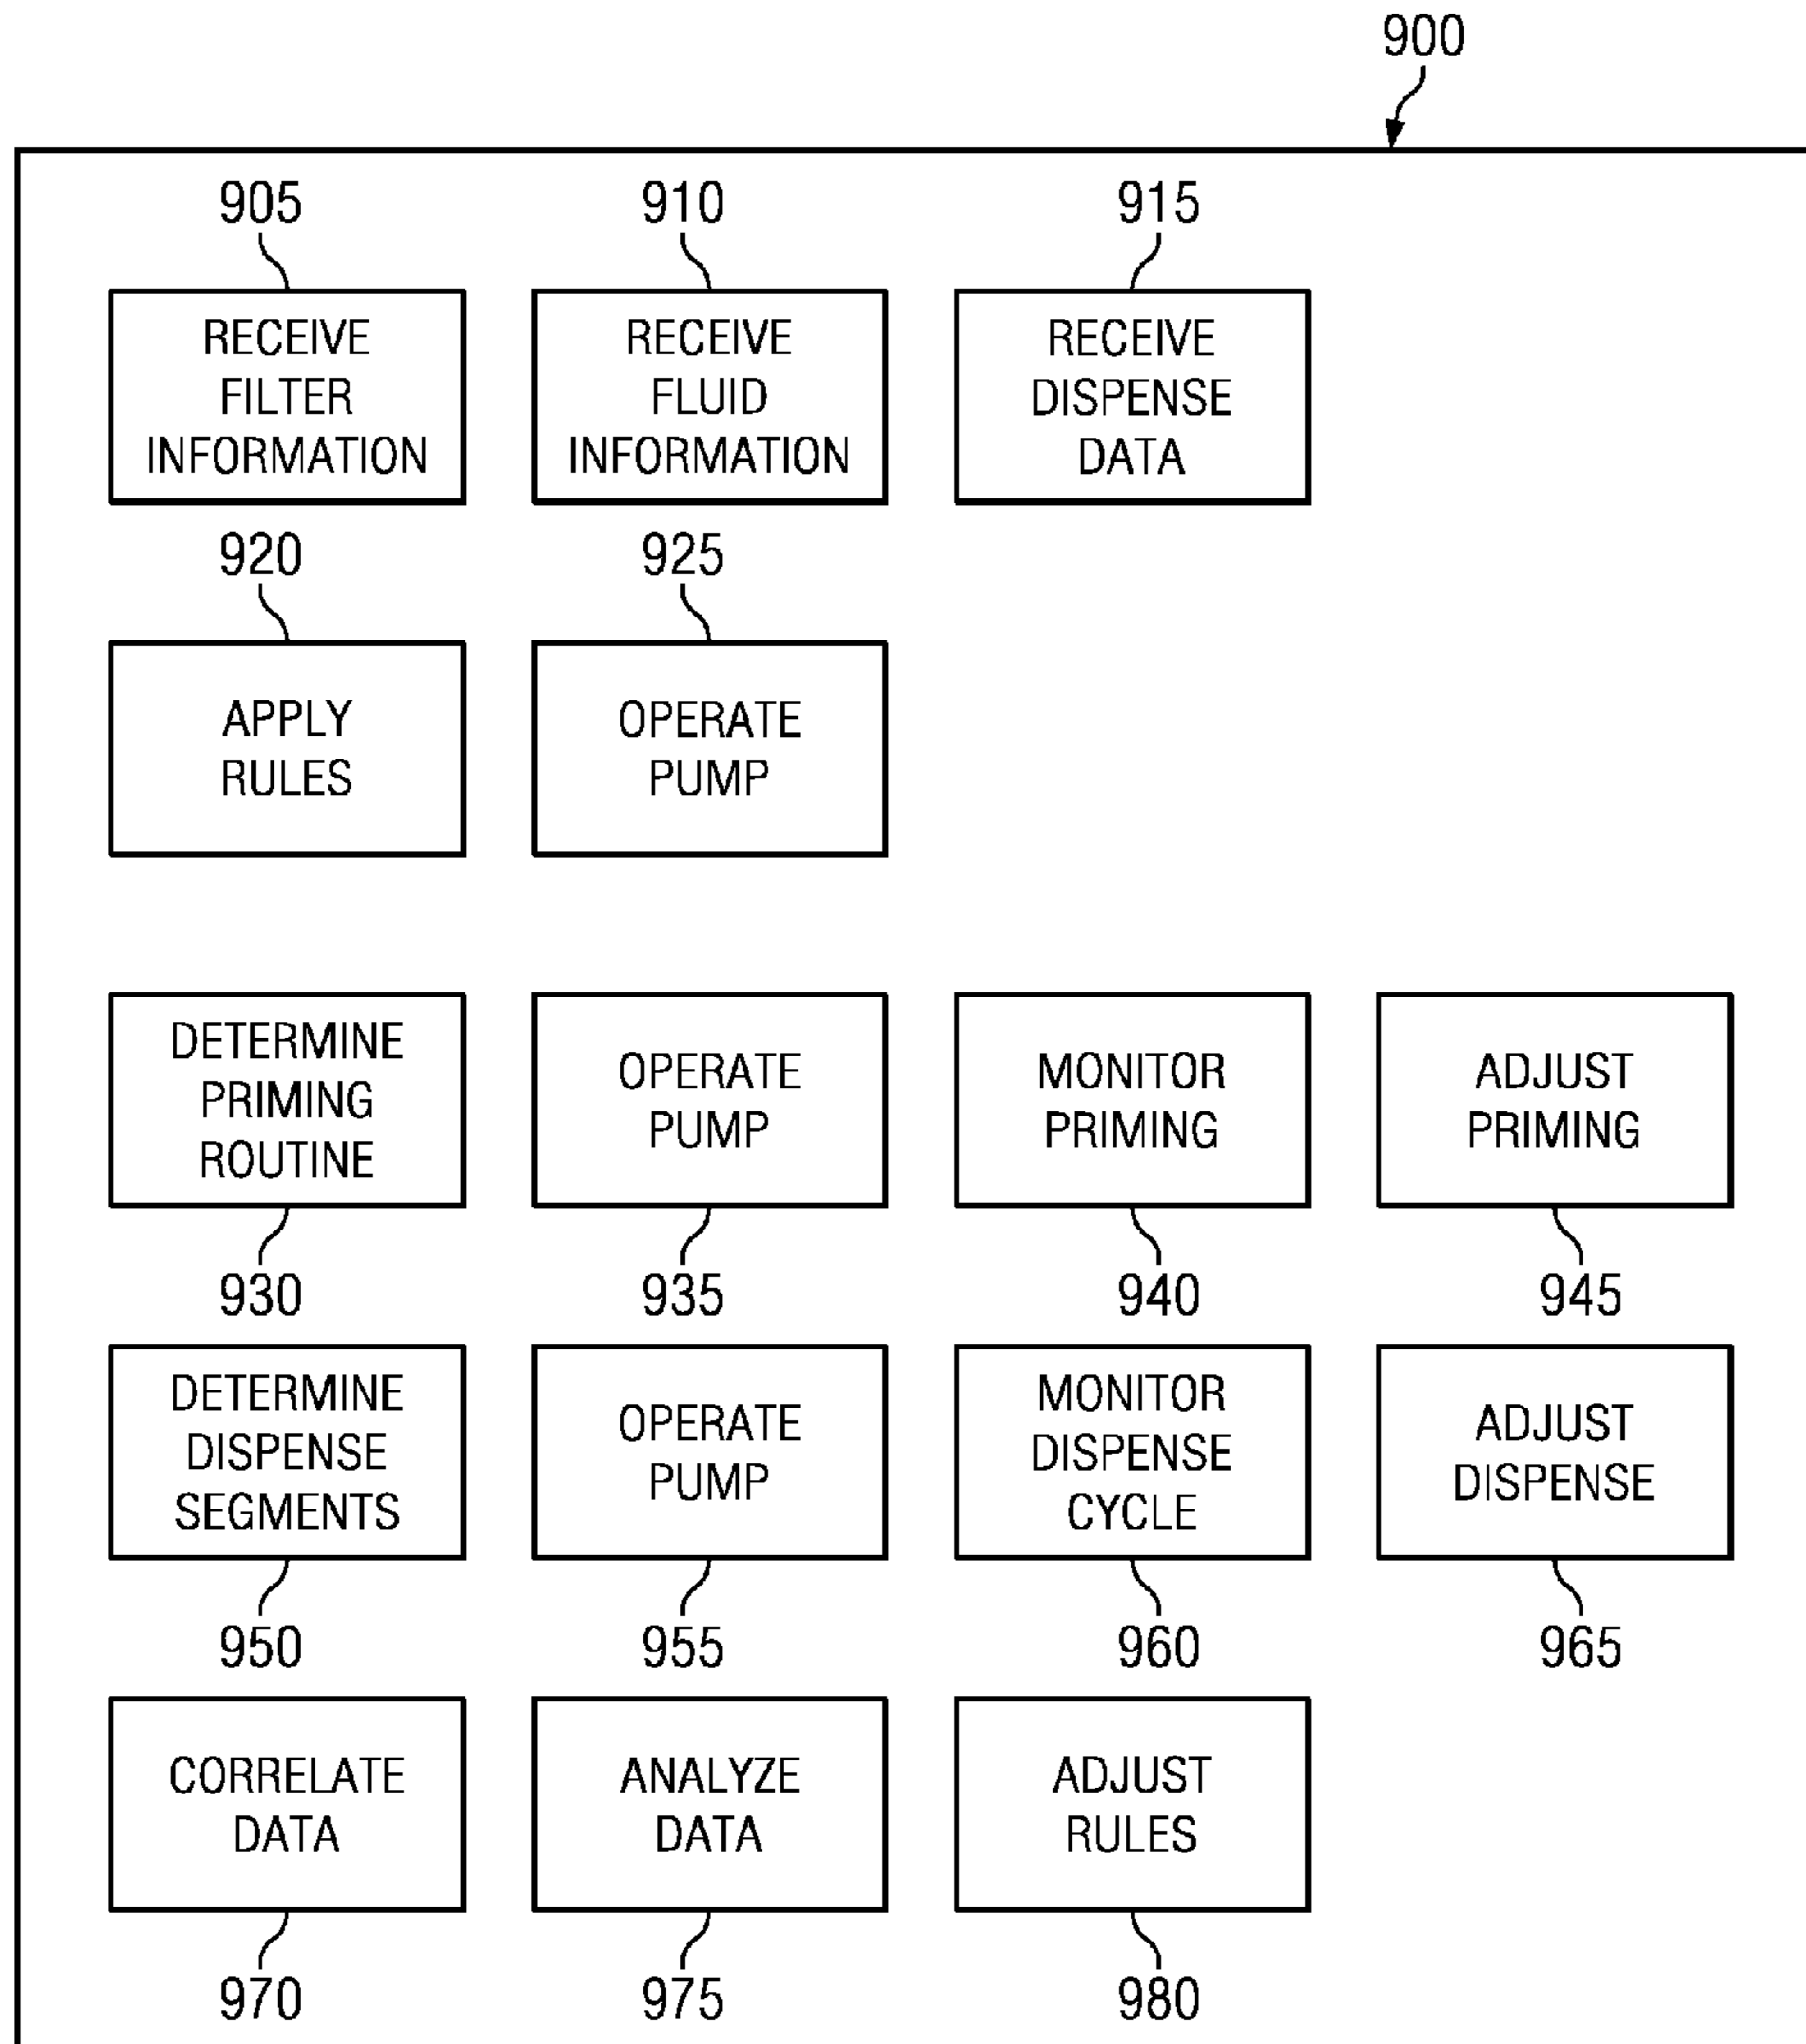 900
905
910
915
RECEIVE
FILTER
INFORMATION
RECEIVE
FLUID
INFORMATION
RECEIVE
DISPENSE
DATA
920
925
APPLY
RULES
OPERATE
PUMP
DETERMINE
PRIMING
ROUTINE
OPERATE
PUMP
MONITOR
PRIMING
ADJUST
PRIMING
930
935
940
945
DETERMINE
DISPENSE
SEGMENTS
OPERATE
PUMP
MONITOR
DISPENSE
CYCLE
ADJUST
DISPENSE
950
955
960
965
CORRELATE
DATA
ANALYZE
DATA
ADJUST
RULES
970
975
980